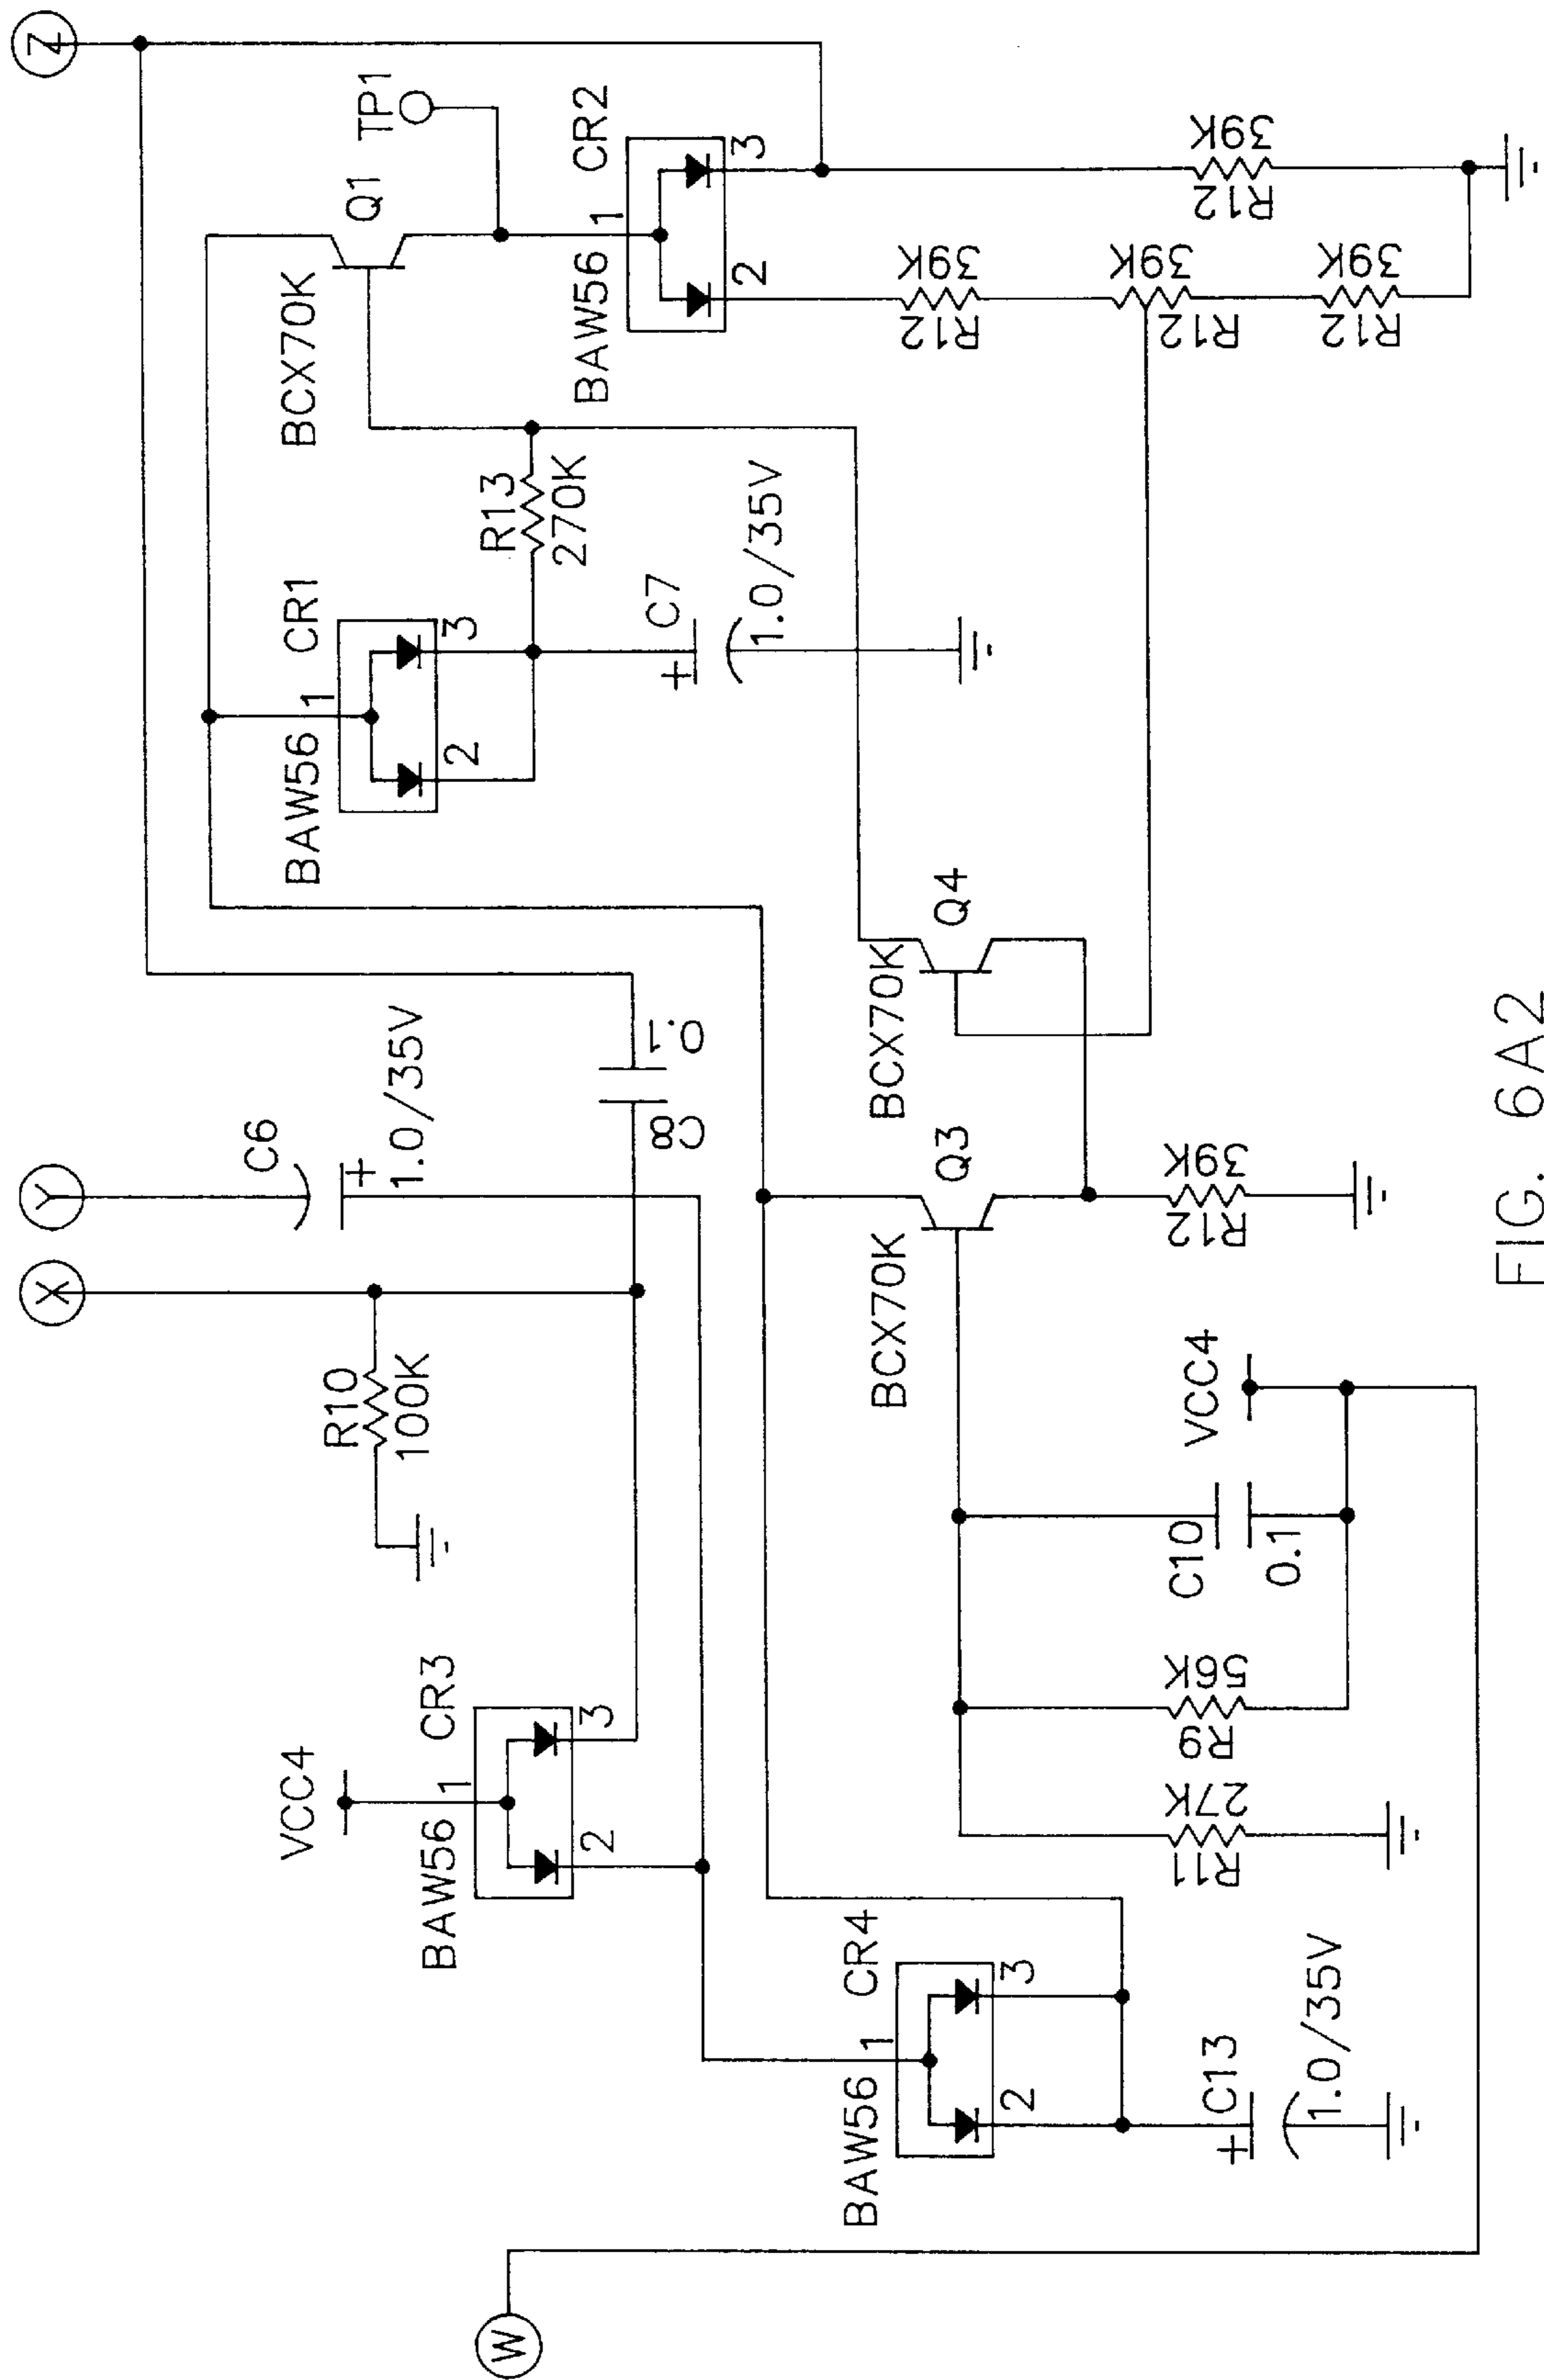 Z
Y
X
W
TP1
Q1
BCX70K
CR2
BAW56
1
2
3
39K
R12
39K
R12
39K
R12
39K
R12
R13
270K
CR1
BAW56
1
2
3
C7
+
1.0/35V
Q4
BCX70K
C6
+
1.0/35V
0.1
C8
R10
100K
Q3
BCX70K
39K
R12
VCC4
CR3
BAW56
1
2
3
VCC4
C10
0.1
56K
R9
27K
R11
CR4
BAW56
1
2
3
C13
+
1.0/35V
FIG. 6A2